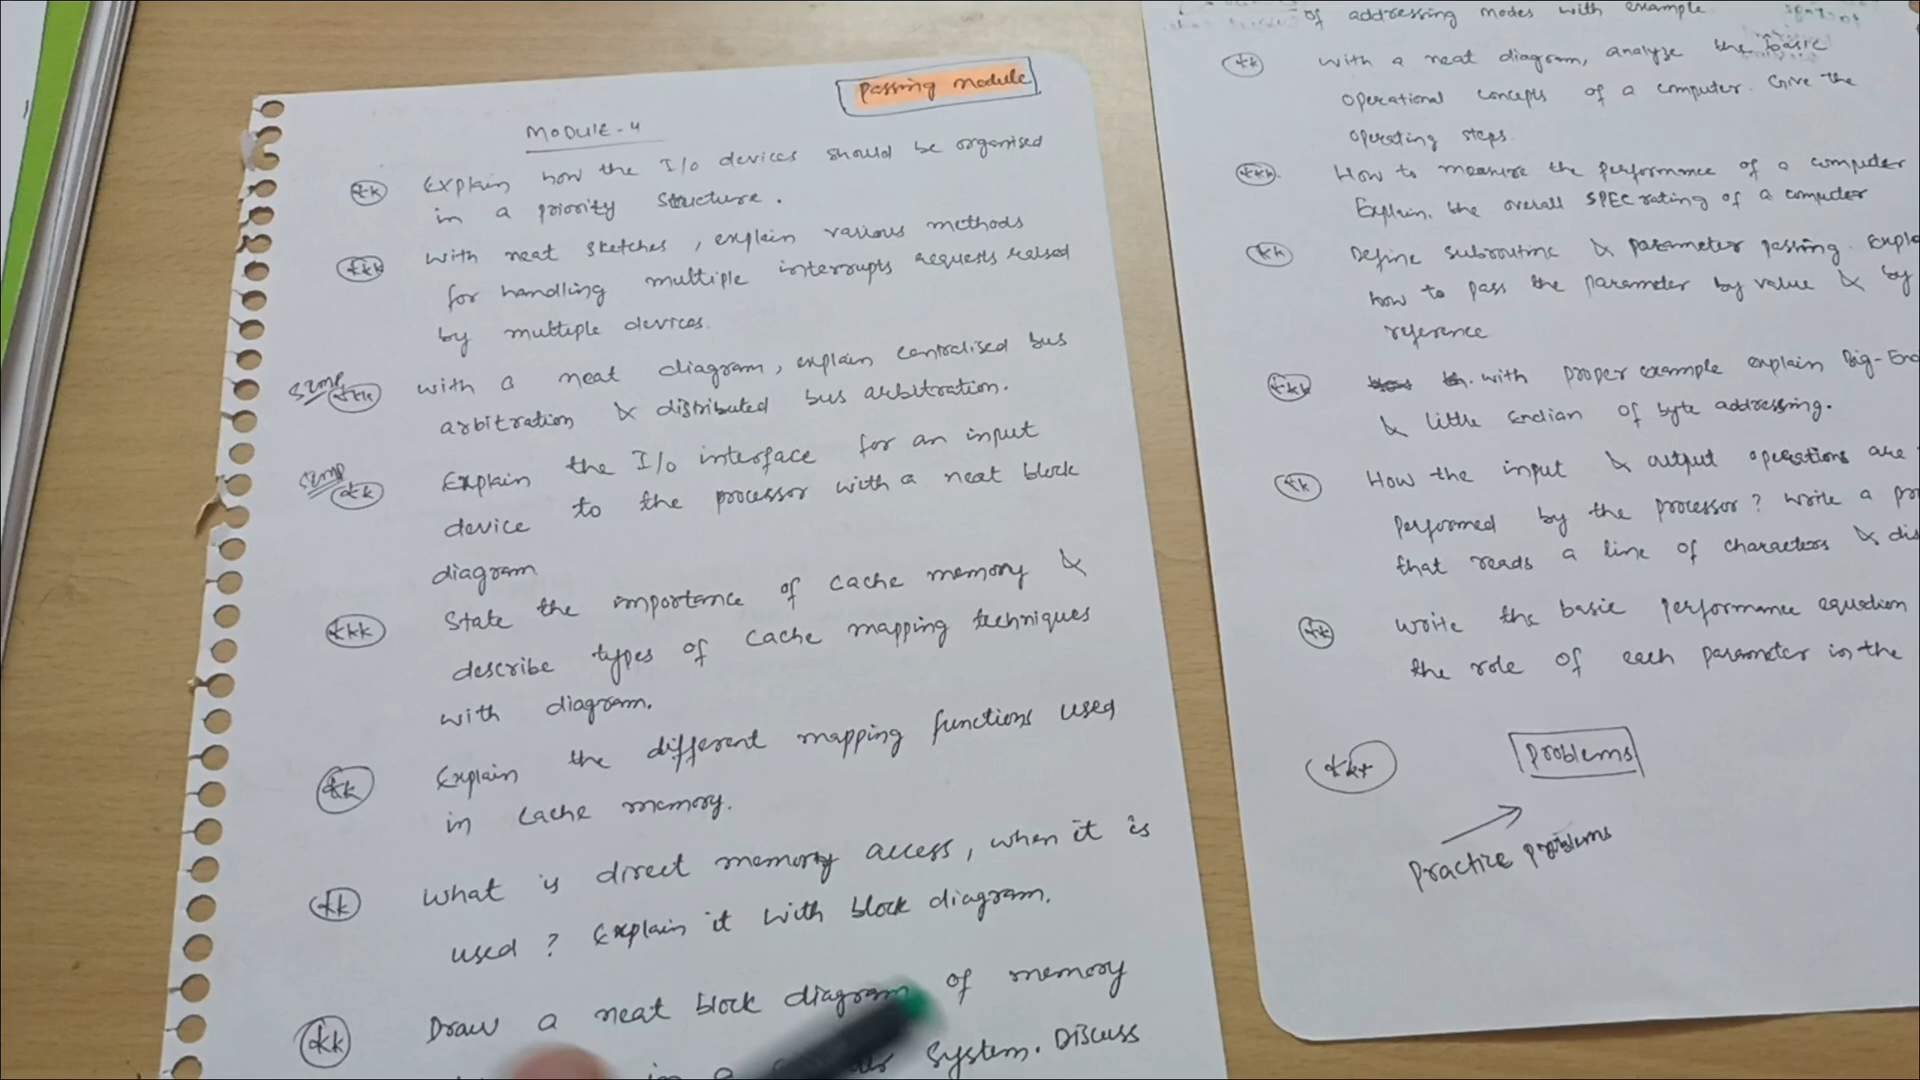 Passing module
MODULE-4
** Explain how the I/O devices should be organised
in a priority structure.
*** With neat sketches, explain various methods
for handling multiple interrupts requests raised
by multiple devices.
*** With a neat diagram, explain centralised bus
arbitration & distributed bus arbitration.
** Explain the I/O interface for an input
device to the processor with a neat block
diagram
*** State the importance of cache memory &
describe types of cache mapping techniques
with diagram.
** Explain the different mapping functions used
in cache memory.
** What is direct memory access, when it is
used? Explain it with block diagram.
** Draw a neat block diagram of memory
in a system. Discuss
of addressing modes with example
** With a neat diagram, analyze the basic
operational concepts of a computer. Give the
operating steps.
*** How to measure the performance of a computer
Explain. the overall SPEC rating of a computer
** Define subroutine & parameter passing.
how to pass the parameter by value & by
reference
*** with proper example explain Big-
& little endian of byte addressing.
** How the input & output operations are
performed by the processor? Write a
that reads a line of characters &
** Write the basic performance equation
the role of each parameter in the
*** Problems
Practice problems